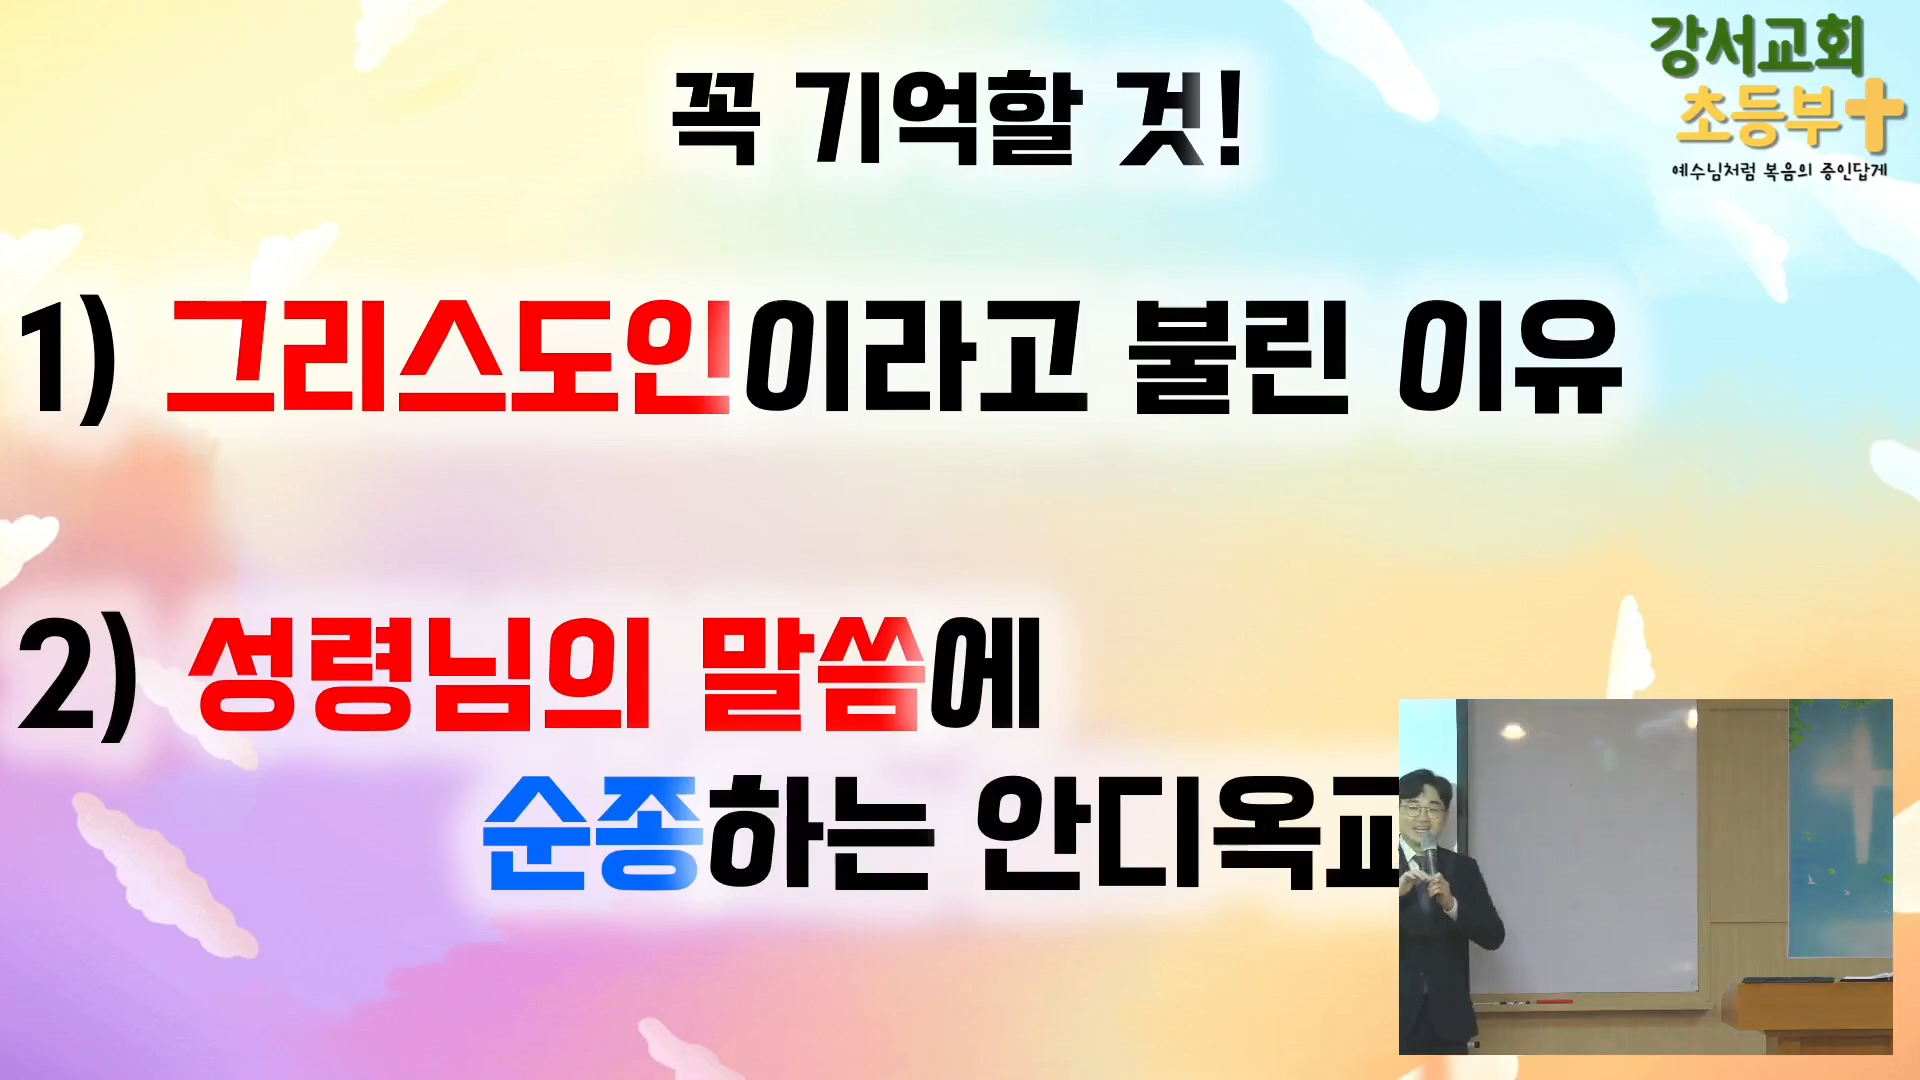 강서교회
초등부
예수님처럼 복음의 증인답게
꼭 기억할 것!
1) 그리스도인이라고 불린 이유
2) 성령님의 말씀에
순종하는 안디옥교